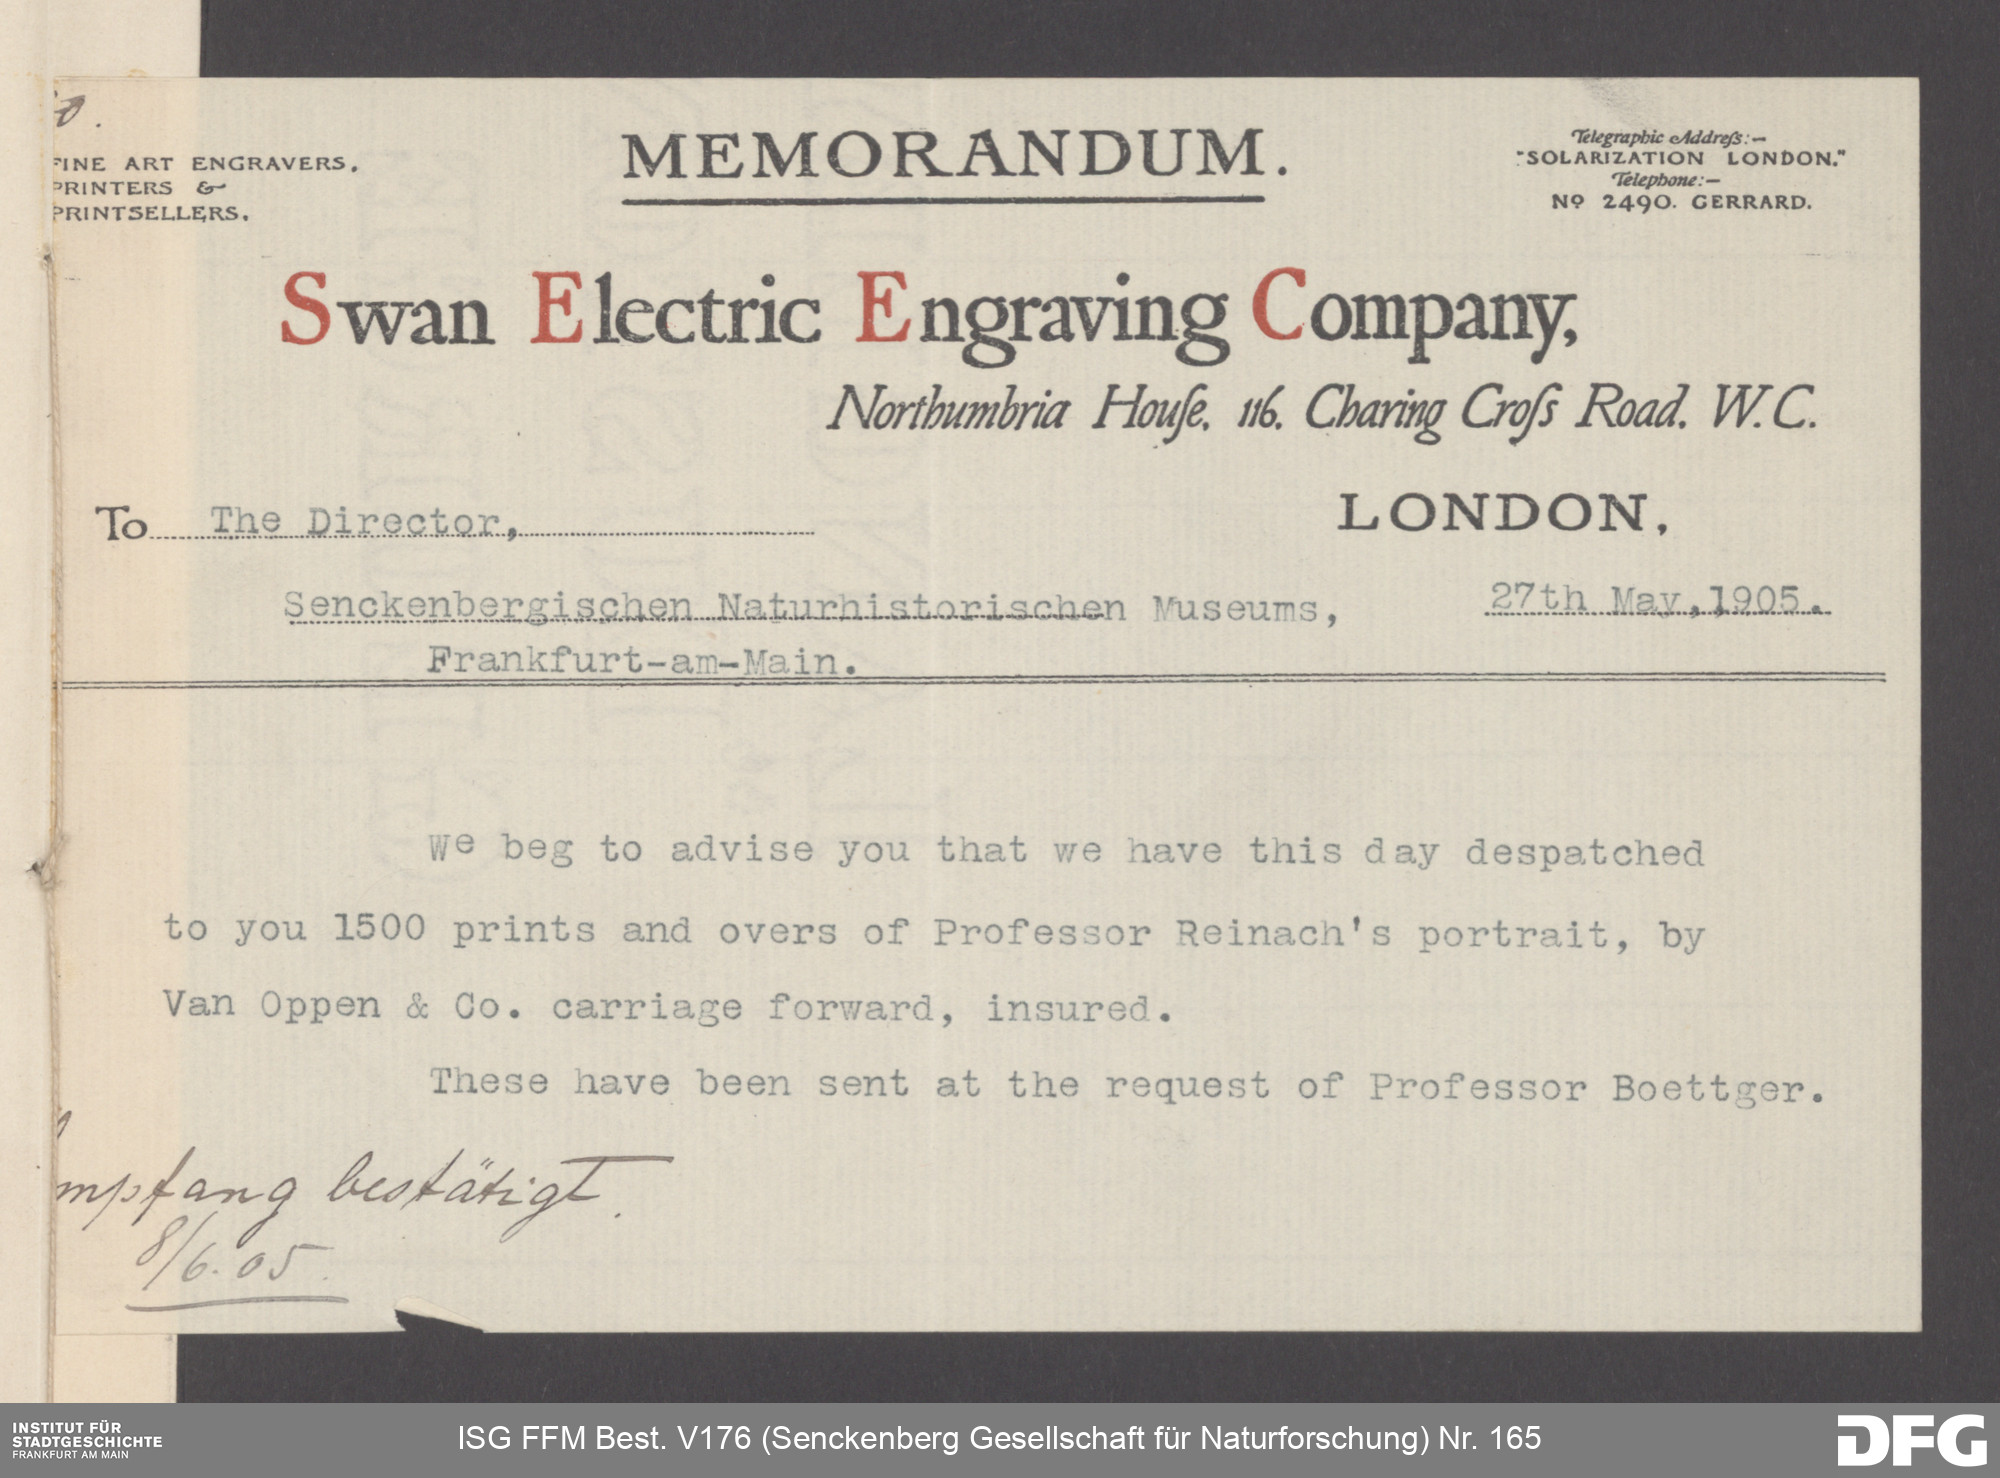 FINE ART ENGRAVERS.
PRINTERS &
PRINTSELLERS.
MEMORANDUM.
Telegraphic Addreſs:—
"SOLARIZATION LONDON."
Telephone:—
No 2490. GERRARD.
Swan Electric Engraving Company,
Northumbria Houſe. 116. Charing Croſs Road. W.C.
LONDON,
To The Director,
Senckenbergischen Naturhistorischen Museums,
27th May, 1905.
Frankfurt-am-Main.
We beg to advise you that we have this day despatched
to you 1500 prints and overs of Professor Reinach's portrait, by
Van Oppen & Co. carriage forward, insured.
These have been sent at the request of Professor Boettger.
mpfang bestätigt.
8/6.05.
INSTITUT FÜR
STADTGESCHICHTE
FRANKFURT AM MAIN
ISG FFM Best. V176 (Senckenberg Gesellschaft für Naturforschung) Nr. 165
DFG